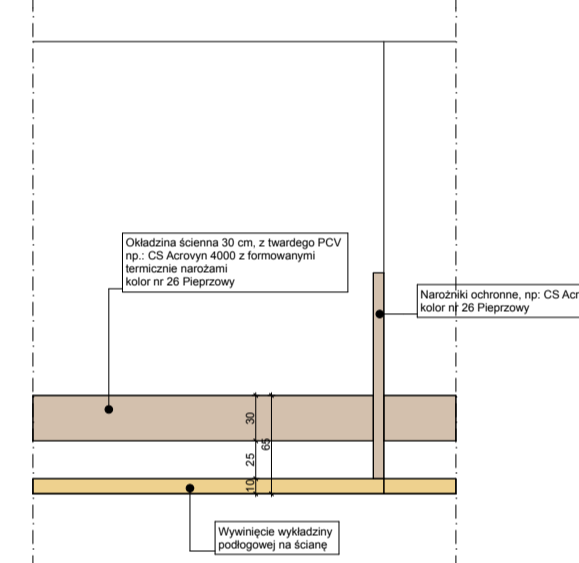 Okładzina ścienna 30 cm, z twardego PCV
np.: CS Acrovyn 4000 z formowanymi
termicznie narożami
kolor nr 26 Pieprzowy
Narożniki ochronne, np: CS Acr
kolor nr 26 Pieprzowy
30
65
25
10
Wywinięcie wykładziny
podłogowej na ścianę